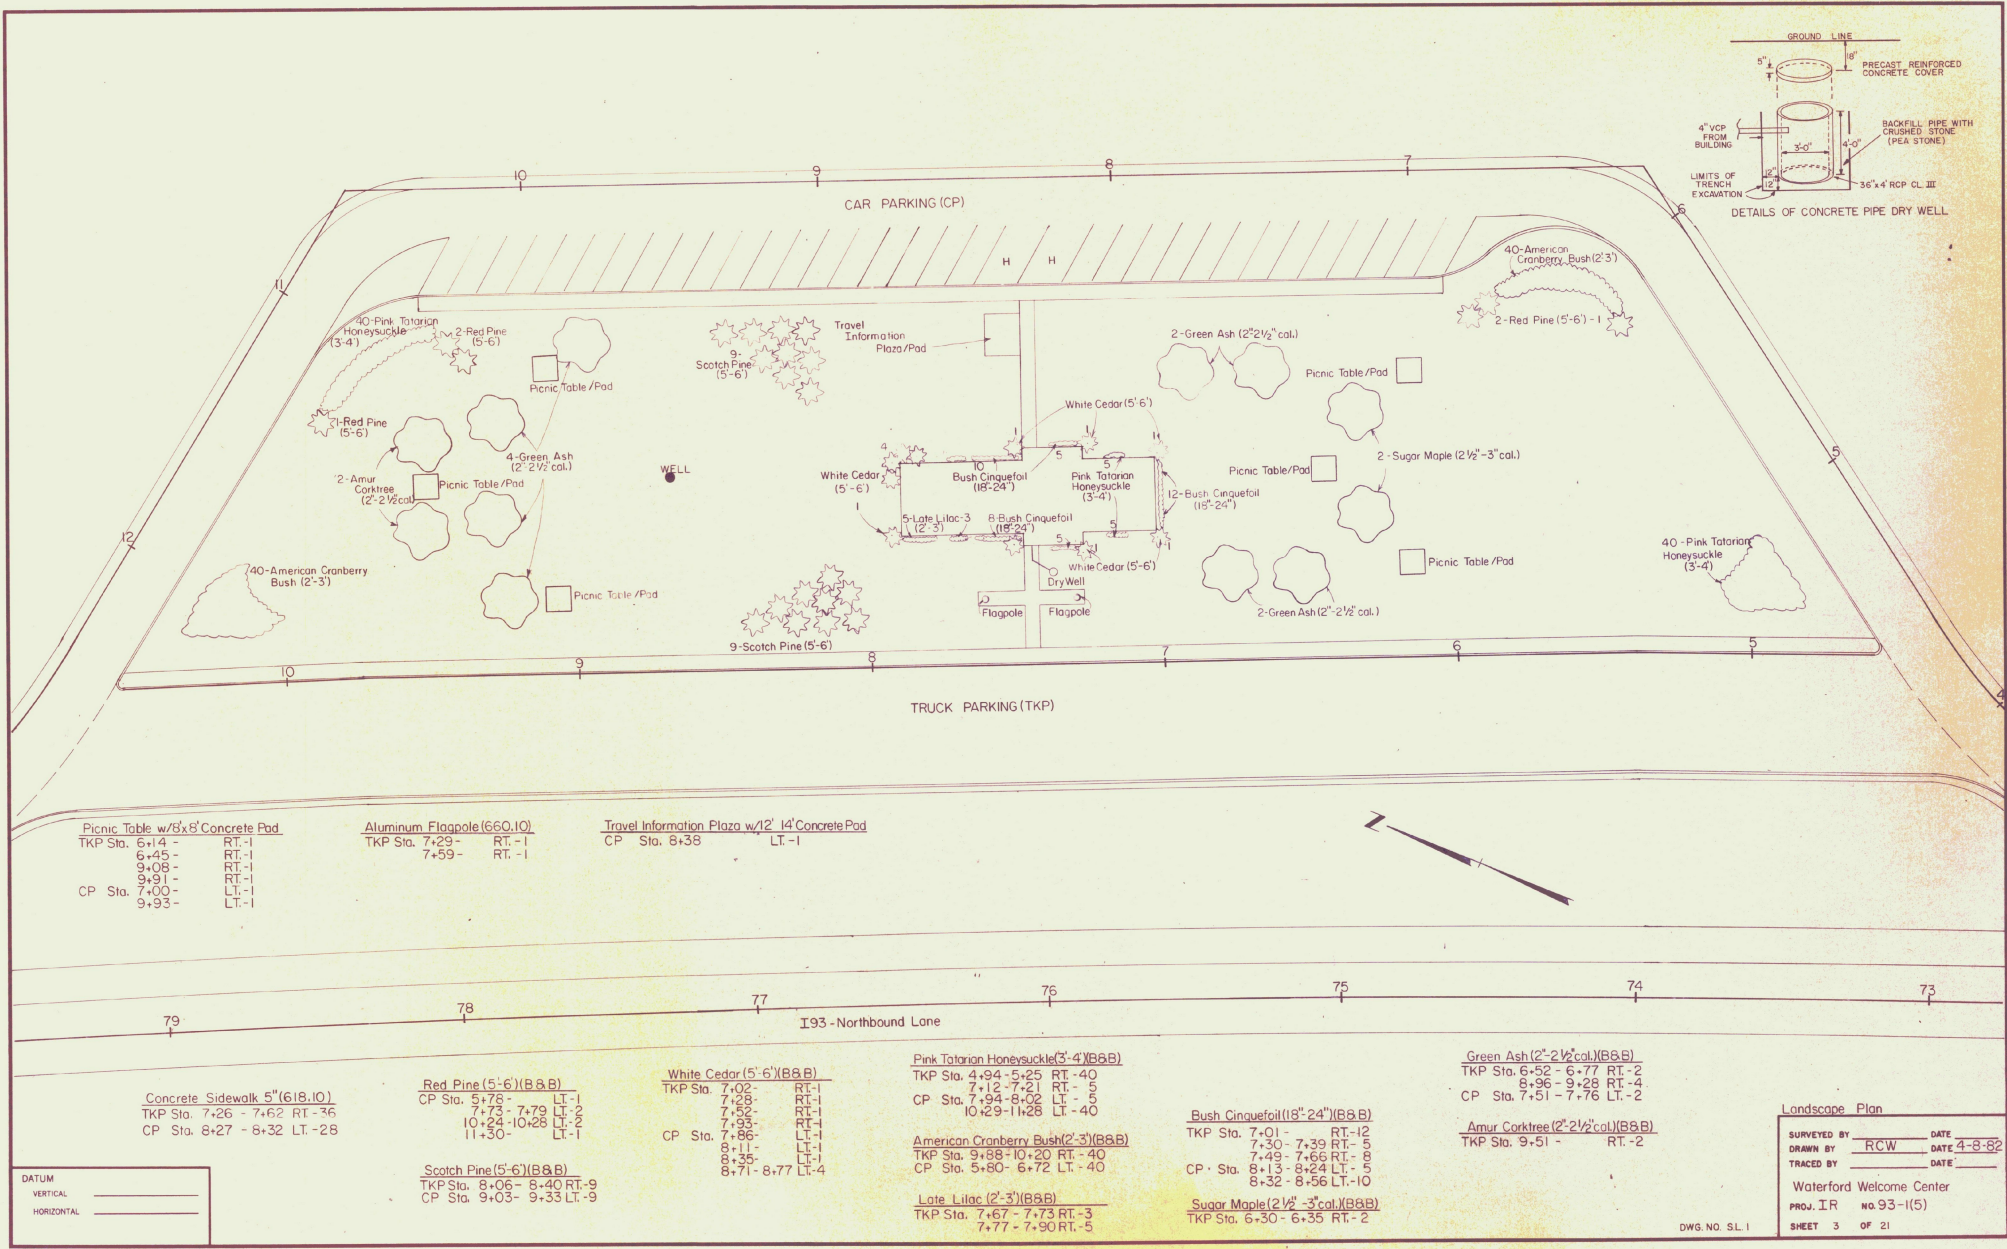 GROUND LINE
5"
18"
PRECAST REINFORCED
CONCRETE COVER
4" VCP
FROM
BUILDING
BACKFILL PIPE WITH
CRUSHED STONE
(PEA STONE)
3'-0"
4'-0"
LIMITS OF
TRENCH
EXCAVATION
12"
12"
36"x4' RCP CL. III
DETAILS OF CONCRETE PIPE DRY WELL
10
9
8
7
6
CAR PARKING (CP)
H H
11
40-American
Cranberry Bush (2'3')
2-Red Pine (5'-6') - 1
40-Pink Tatarian
Honeysuckle
(3'-4')
2-Red Pine
(5'-6')
Picnic Table/Pad
9-
Scotch Pine
(5'-6')
Travel
Information
Plaza/Pad
2-Green Ash (2"2½"cal.)
Picnic Table/Pad
1-Red Pine
(5'-6')
White Cedar (5'-6')
1
1
1
4
4-Green Ash
(2"-2½"cal.)
2-Amur
Corktree
(2"-2½"cal)
Picnic Table/Pad
WELL
White Cedar
(5'-6')
1
10
Bush Cinquefoil
(18"-24")
5
5
Pink Tatarian
Honeysuckle
(3'-4')
12-Bush Cinquefoil
(18"-24")
Picnic Table/Pad
2-Sugar Maple (2½"-3"cal.)
5
5-Late Lilac-3
(2'-3')
8-Bush Cinquefoil
(18"-24")
5
5
1
1
White Cedar (5'-6')
Dry Well
12
40-American Cranberry
Bush (2'-3')
Picnic Table/Pad
Flagpole
Flagpole
9-Scotch Pine (5'-6')
2-Green Ash (2"-2½"cal.)
Picnic Table/Pad
40-Pink Tatarian
Honeysuckle
(3'-4')
10
9
8
7
6
5
4
TRUCK PARKING (TKP)
Picnic Table w/8'x8' Concrete Pad
TKP Sta. 6+14 - RT.-1
6+45 - RT.-1
9+08 - RT.-1
9+91 - RT.-1
CP Sta. 7+00 - LT.-1
9+93 - LT.-1
Aluminum Flagpole (660.10)
TKP Sta. 7+29 - RT.-1
7+59 - RT.-1
Travel Information Plaza w/12' 14' Concrete Pad
CP Sta. 8+38 LT.-1
79
78
77
76
75
74
73
I93-Northbound Lane
Concrete Sidewalk 5" (618.10)
TKP Sta. 7+26 - 7+62 RT.-36
CP Sta. 8+27 - 8+32 LT.-28
Red Pine (5'-6')(B&B)
CP Sta. 5+78 - LT.-1
7+73 - 7+79 LT.-2
10+24 - 10+28 LT.-2
11+30 - LT.-1
Scotch Pine (5'-6')(B&B)
TKP Sta. 8+06 - 8+40 RT.-9
CP Sta. 9+03 - 9+33 LT.-9
White Cedar (5'-6')(B&B)
TKP Sta. 7+02 - RT.-1
7+28 - RT.-1
7+52 - RT.-1
7+93 - RT.-1
CP Sta. 7+86 - LT.-1
8+11 - LT.-1
8+35 - LT.-1
8+71 - 8+77 LT.-4
Pink Tatarian Honeysuckle (3'-4')(B&B)
TKP Sta. 4+94 - 5+25 RT.-40
7+12 - 7+21 RT.- 5
CP Sta. 7+94 - 8+02 LT.- 5
10+29 - 11+28 LT.-40
American Cranberry Bush (2'-3')(B&B)
TKP Sta. 9+88 - 10+20 RT.-40
CP Sta. 5+80 - 6+72 LT.-40
Late Lilac (2'-3')(B&B)
TKP Sta. 7+67 - 7+73 RT.-3
7+77 - 7+90 RT.-5
Bush Cinquefoil (18"-24")(B&B)
TKP Sta. 7+01 - RT.-12
7+30 - 7+39 RT.- 5
7+49 - 7+66 RT.- 8
CP Sta. 8+13 - 8+24 LT.- 5
8+32 - 8+56 LT.-10
Sugar Maple (2½"-3"cal.)(B&B)
TKP Sta. 6+30 - 6+35 RT.-2
Green Ash (2"-2½"cal.)(B&B)
TKP Sta. 6+52 - 6+77 RT.-2
8+96 - 9+28 RT.-4
CP Sta. 7+51 - 7+76 LT.-2
Amur Corktree (2"-2½"cal.)(B&B)
TKP Sta. 9+51 - RT.-2
DATUM
VERTICAL
HORIZONTAL
DWG. NO. S.L. 1
Landscape Plan
SURVEYED BY DATE
DRAWN BY RCW DATE 4-8-82
TRACED BY DATE
Waterford Welcome Center
PROJ. IR NO. 93-1(5)
SHEET 3 OF 21